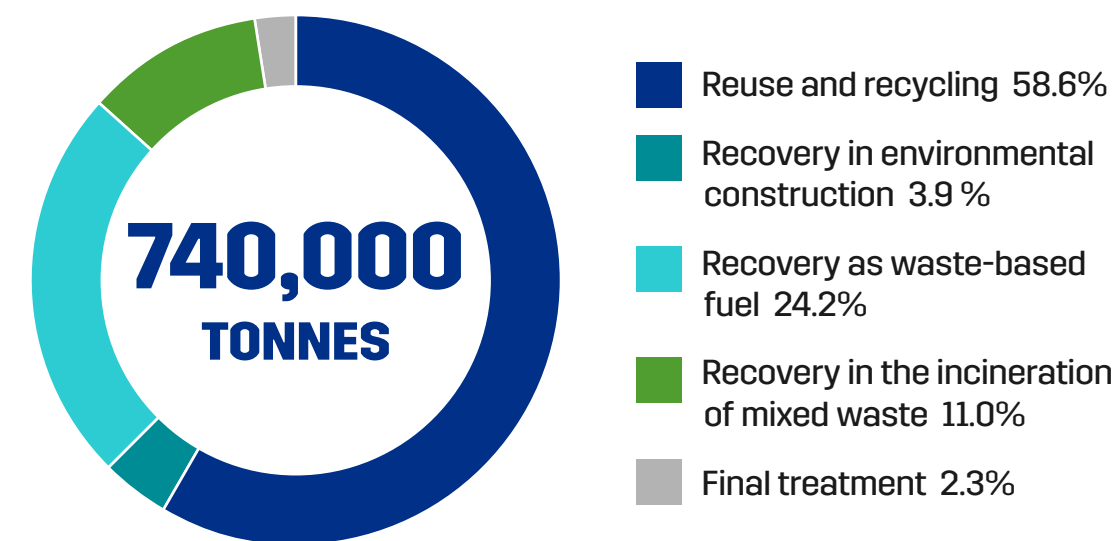 740,000
TONNES
Reuse and recycling 58.6%
Recovery in environmental
construction 3.9 %
Recovery as waste-based
fuel 24.2%
Recovery in the incineration
of mixed waste 11.0%
Final treatment 2.3%